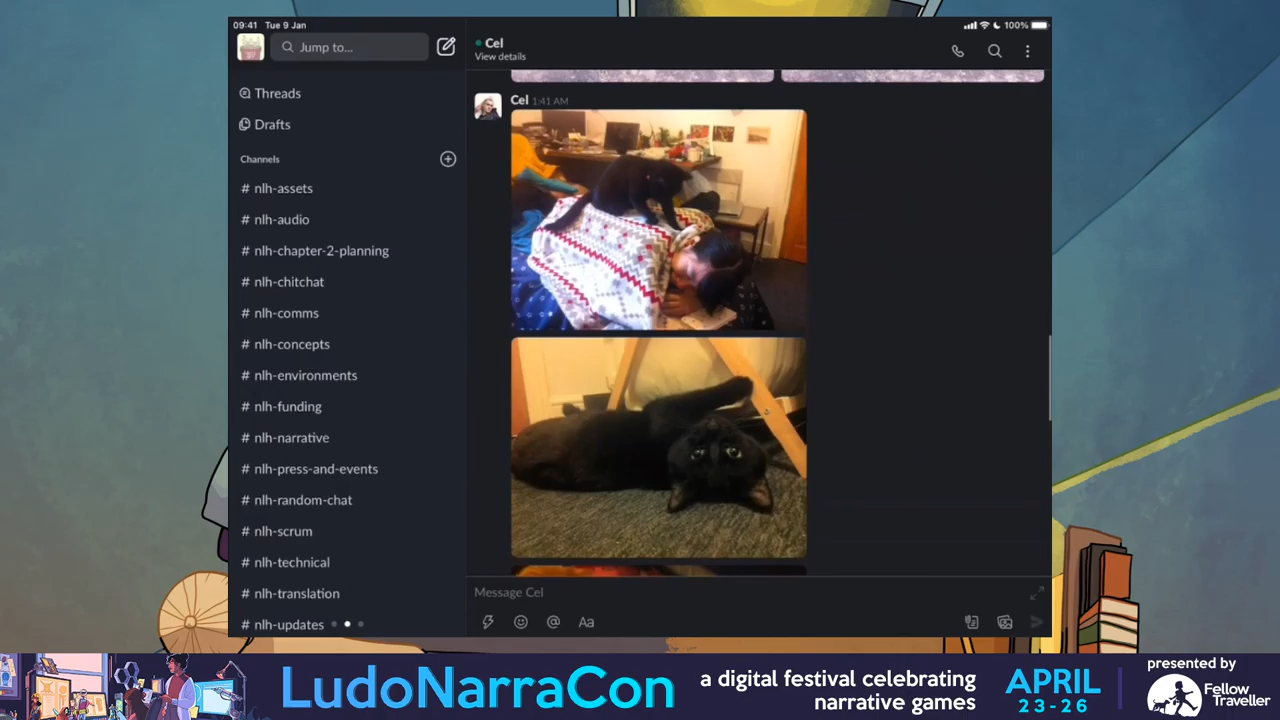 09:41 Tue 9 Jan
100%
Jump to...
Threads
Drafts
Channels
# nlh-assets
# nlh-audio
# nlh-chapter-2-planning
# nlh-chitchat
# nlh-comms
# nlh-concepts
# nlh-environments
# nlh-funding
# nlh-narrative
# nlh-press-and-events
# nlh-random-chat
# nlh-scrum
# nlh-technical
# nlh-translation
# nlh-updates
Cel
View details
Cel 1:41 AM
Message Cel
@
Aa
LudoNarraCon
a digital festival celebrating
narrative games
APRIL
23-26
presented by
Fellow
Traveller